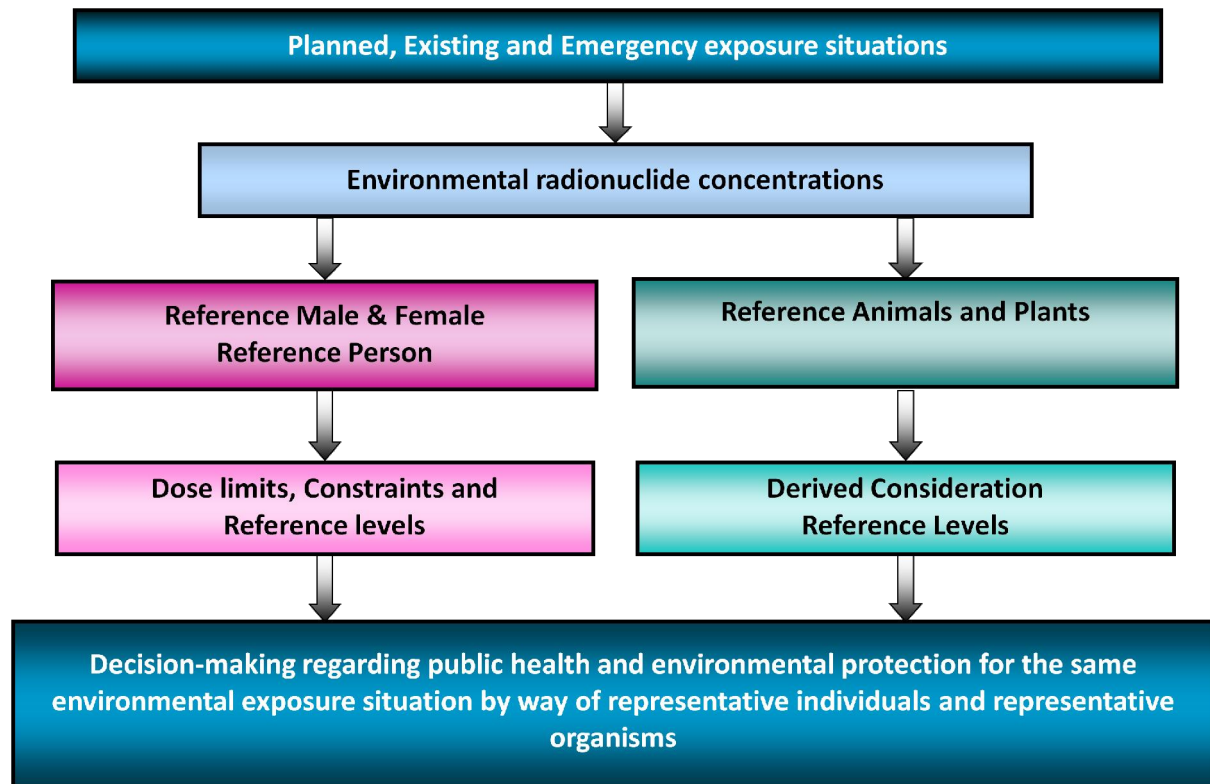 Planned, Existing and Emergency exposure situations
Environmental radionuclide concentrations
Reference Male & Female
Reference Person
Reference Animals and Plants
Dose limits, Constraints and
Reference levels
Derived Consideration
Reference Levels
Decision-making regarding public health and environmental protection for the same
environmental exposure situation by way of representative individuals and representative
organisms